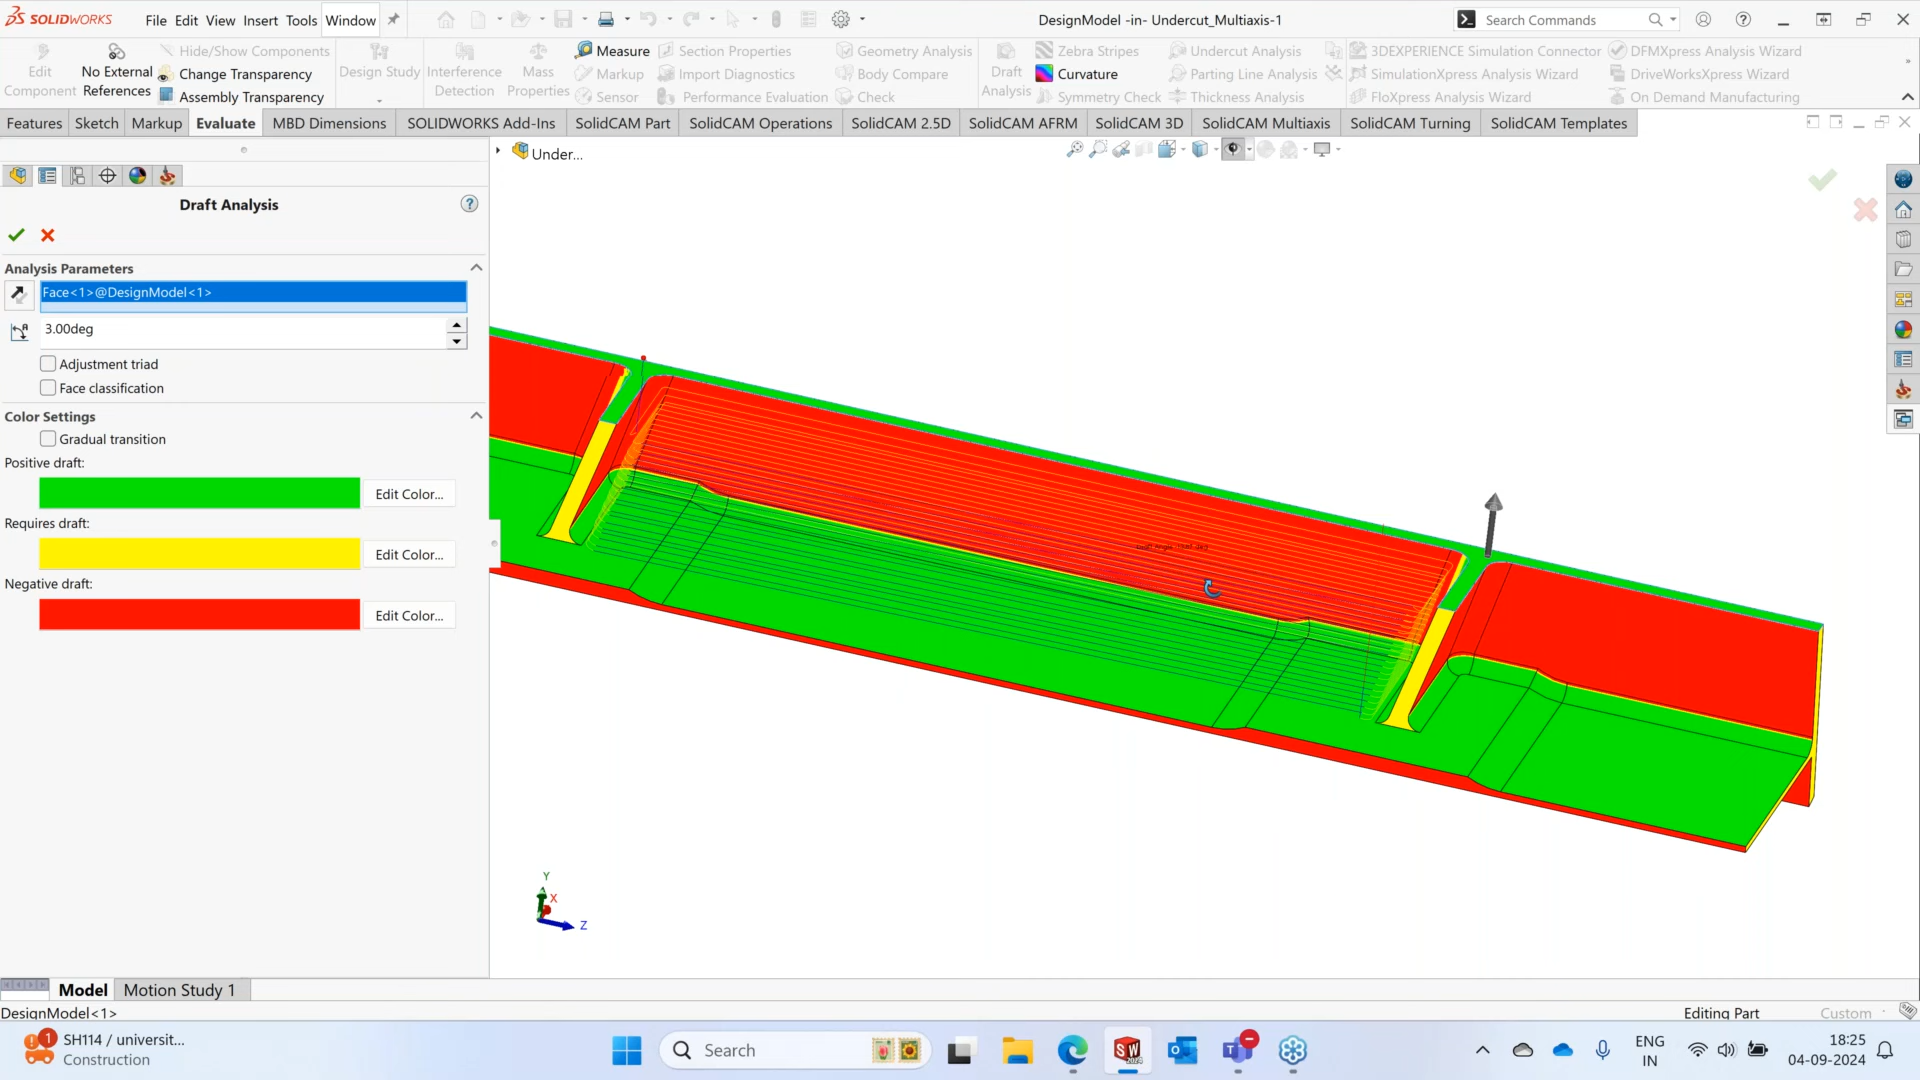 SOLIDWORKS
File Edit View Insert Tools Window
DesignModel -in- Undercut_Multiaxis-1
Search Commands
Edit Component
No External References
Hide/Show Components
Change Transparency
Assembly Transparency
Design Study
Interference Detection
Mass Properties
Measure
Markup
Sensor
Section Properties
Import Diagnostics
Performance Evaluation
Geometry Analysis
Body Compare
Check
Draft Analysis
Zebra Stripes
Curvature
Symmetry Check
Undercut Analysis
Parting Line Analysis
Thickness Analysis
3DEXPERIENCE Simulation Connector
SimulationXpress Analysis Wizard
FloXpress Analysis Wizard
DFMXpress Analysis Wizard
DriveWorksXpress Wizard
On Demand Manufacturing
Features Sketch Markup Evaluate MBD Dimensions SOLIDWORKS Add-Ins SolidCAM Part SolidCAM Operations SolidCAM 2.5D SolidCAM AFRM SolidCAM 3D SolidCAM Multiaxis SolidCAM Turning SolidCAM Templates
Under...
Draft Analysis
Analysis Parameters
Face<1>@DesignModel<1>
3.00deg
Adjustment triad
Face classification
Color Settings
Gradual transition
Positive draft:
Edit Color...
Requires draft:
Edit Color...
Negative draft:
Edit Color...
Y
X
Z
Model Motion Study 1
DesignModel<1>
Editing Part
Custom
1
SH114 / universit...
Construction
Search
SW
2024
ENG
IN
18:25
04-09-2024